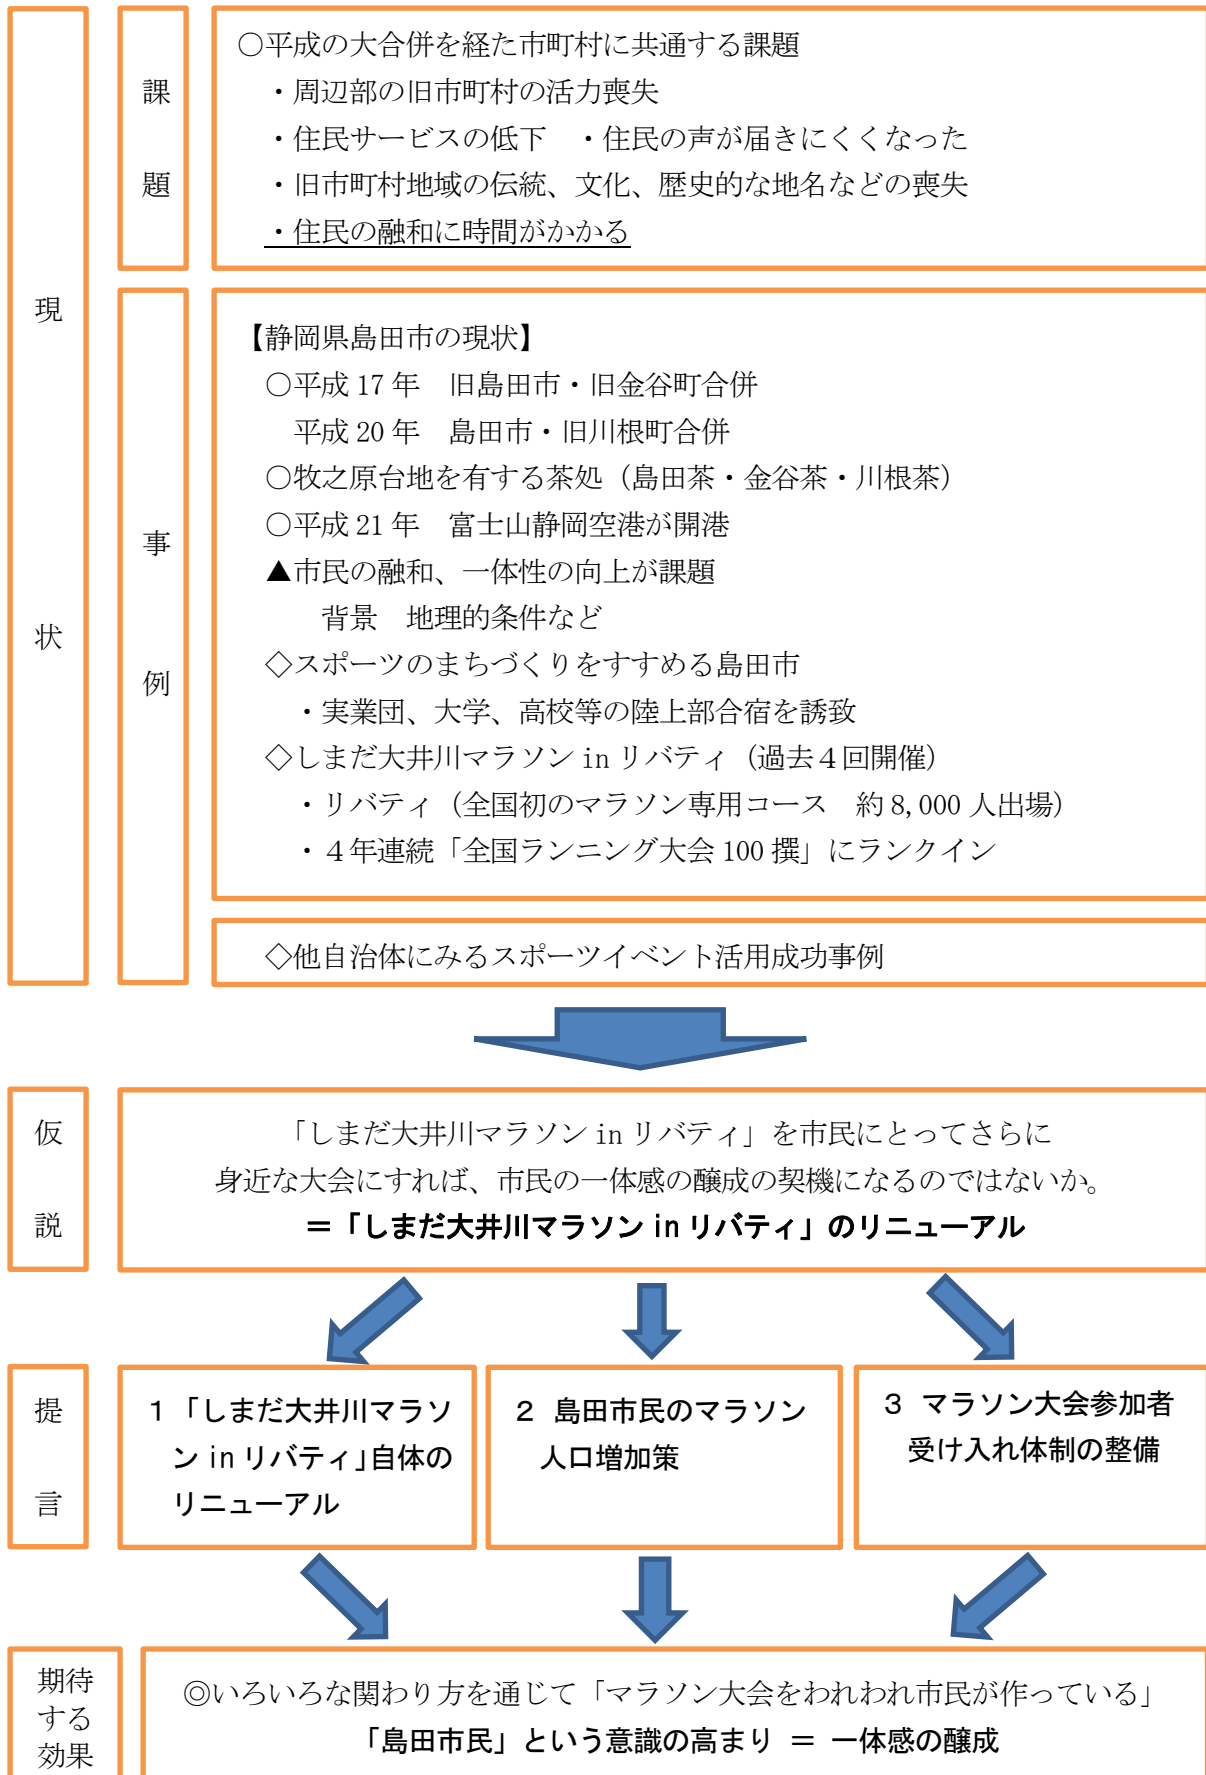 現状
課題
○平成の大合併を経た市町村に共通する課題
・周辺部の旧市町村の活力喪失
・住民サービスの低下　・住民の声が届きにくくなった
・旧市町村地域の伝統、文化、歴史的な地名などの喪失
・住民の融和に時間がかかる
事例
【静岡県島田市の現状】
○平成 17 年　旧島田市・旧金谷町合併
平成 20 年　島田市・旧川根町合併
○牧之原台地を有する茶処（島田茶・金谷茶・川根茶）
○平成 21 年　富士山静岡空港が開港
▲市民の融和、一体性の向上が課題
背景　地理的条件など
◇スポーツのまちづくりをすすめる島田市
・実業団、大学、高校等の陸上部合宿を誘致
◇しまだ大井川マラソン in リバティ（過去４回開催）
・リバティ（全国初のマラソン専用コース　約 8,000 人出場）
・４年連続「全国ランニング大会 100 撰」にランクイン
◇他自治体にみるスポーツイベント活用成功事例
仮説
「しまだ大井川マラソン in リバティ」を市民にとってさらに
身近な大会にすれば、市民の一体感の醸成の契機になるのではないか。
＝「しまだ大井川マラソン in リバティ」のリニューアル
提言
１「しまだ大井川マラソ
ン in リバティ」自体の
リニューアル
２　島田市民のマラソン
人口増加策
３　マラソン大会参加者
受け入れ体制の整備
期待
する
効果
◎いろいろな関わり方を通じて「マラソン大会をわれわれ市民が作っている」
「島田市民」という意識の高まり ＝ 一体感の醸成